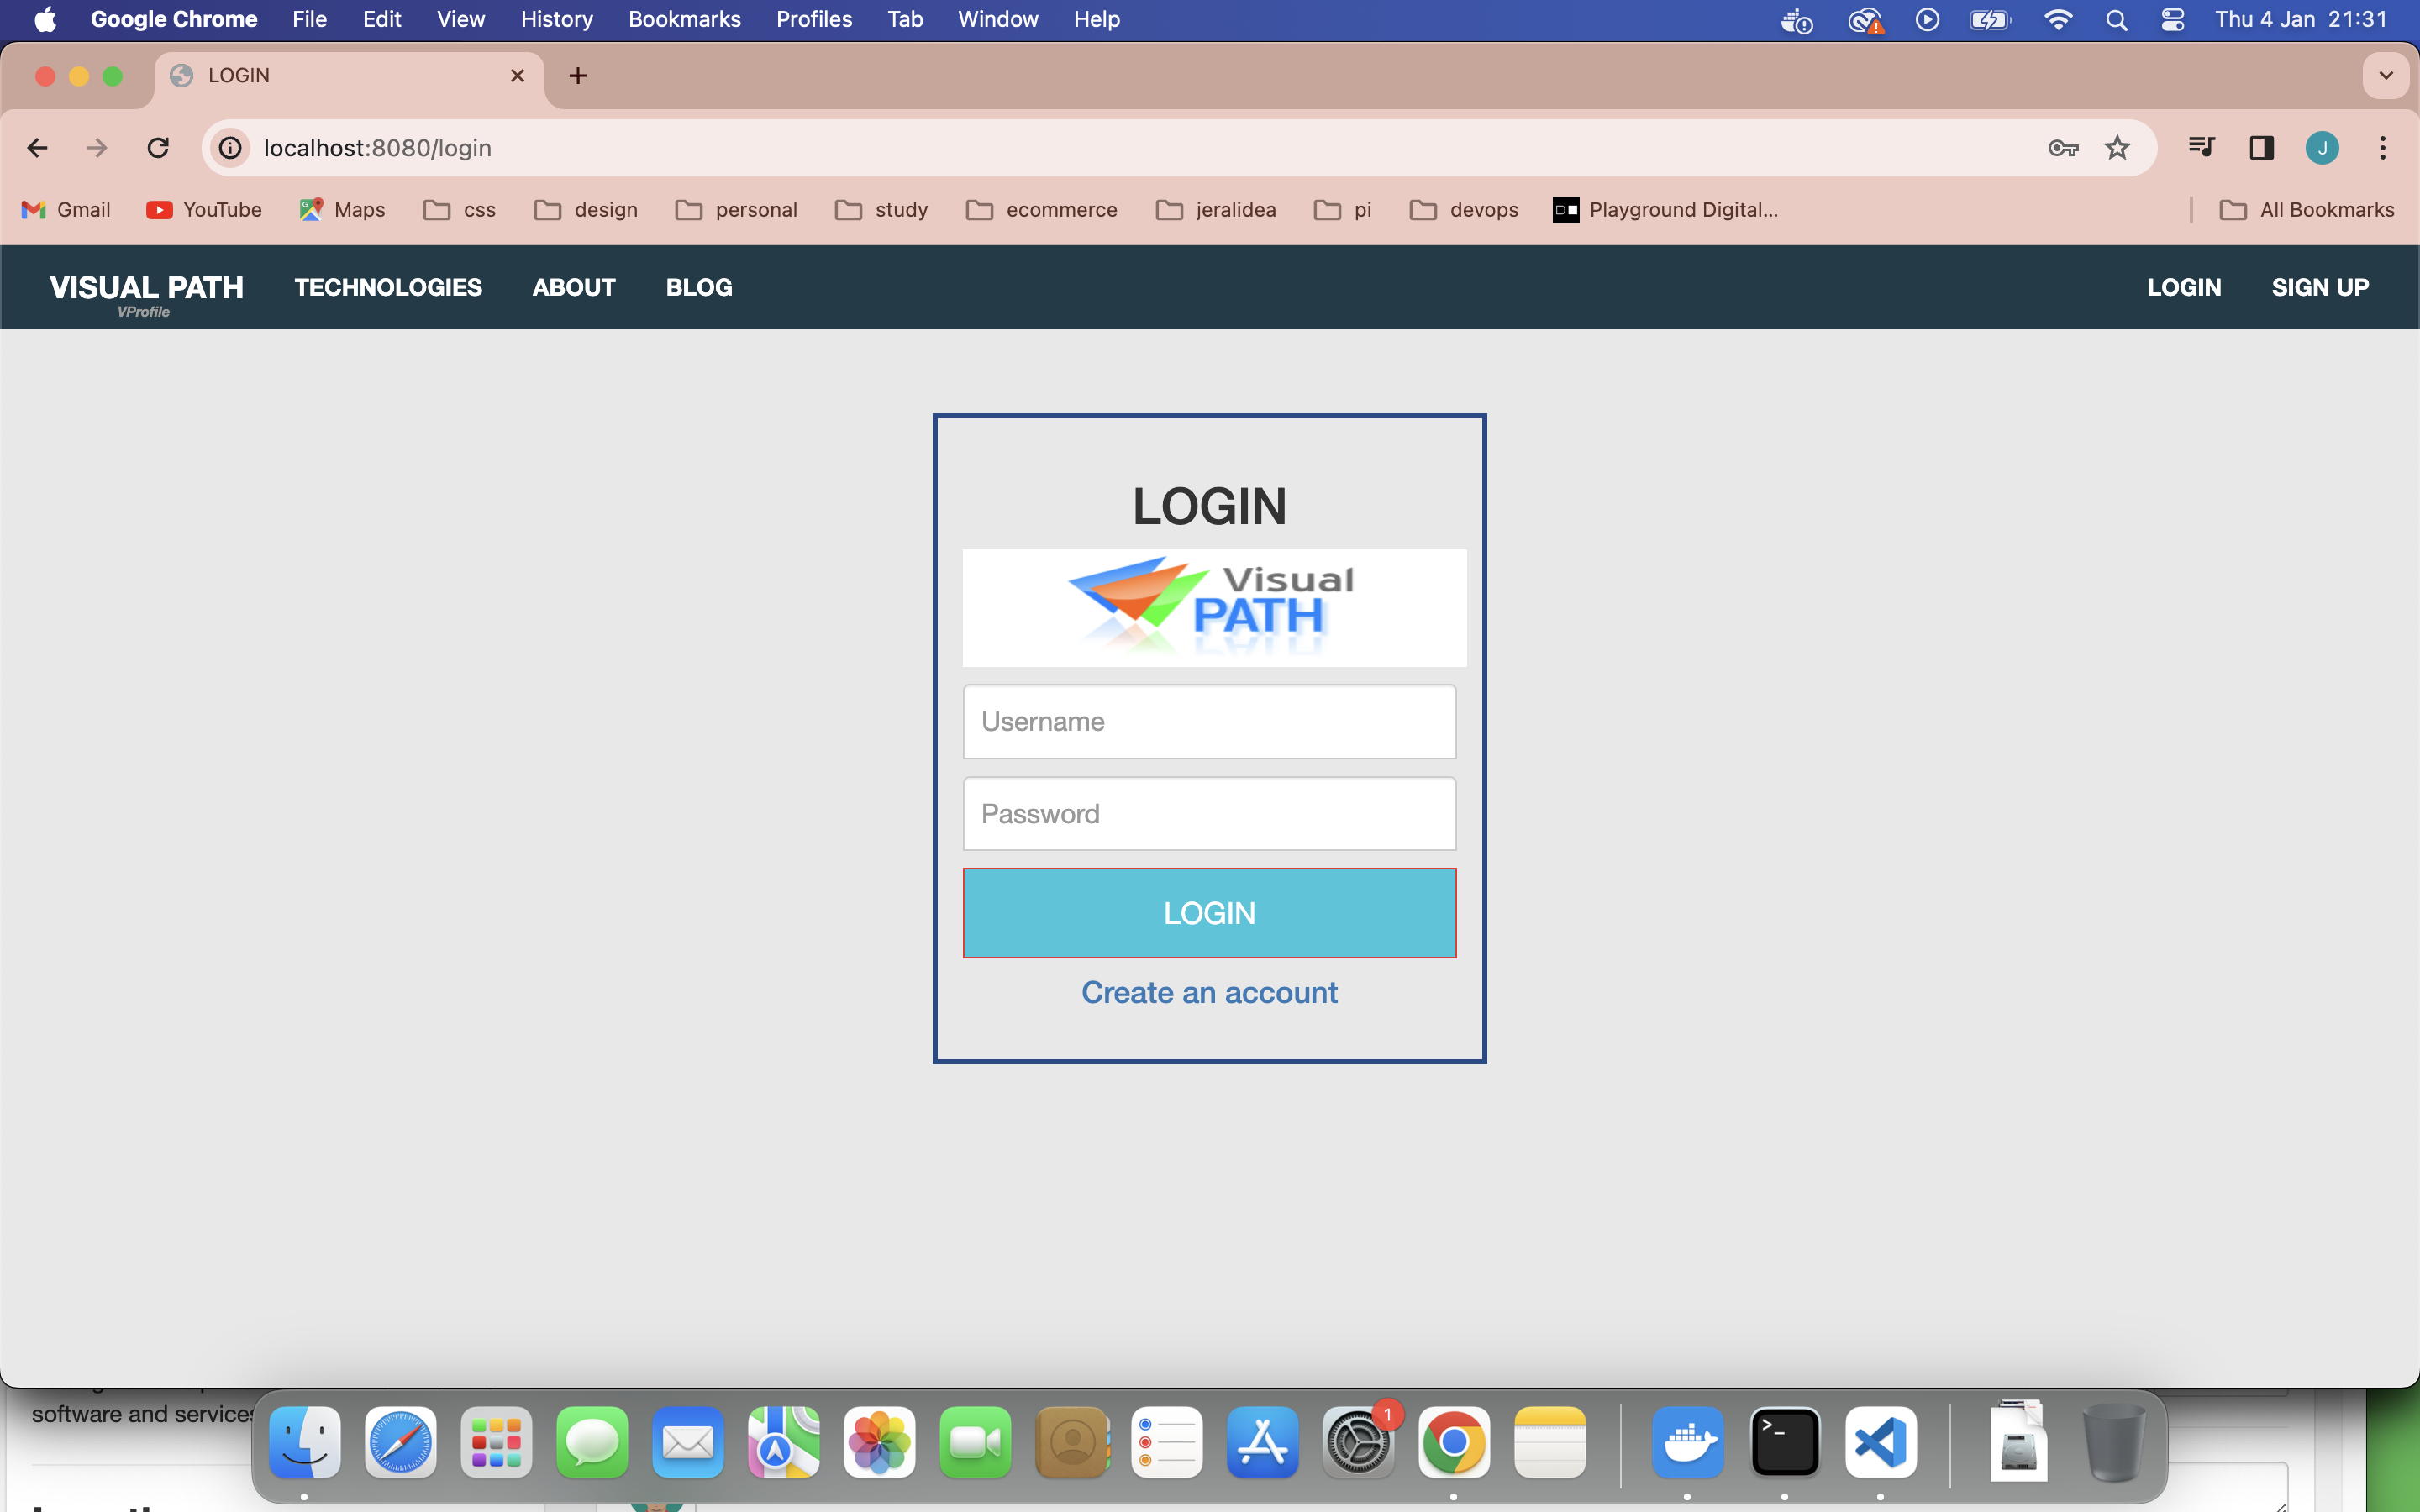 Google Chrome File Edit View History Bookmarks Profiles Tab Window Help Thu 4 Jan 21:31
LOGIN
localhost:8080/login
J
Gmail YouTube Maps css design personal study ecommerce jeralidea pi devops Playground Digital... All Bookmarks
VISUAL PATH TECHNOLOGIES ABOUT BLOG LOGIN SIGN UP
VProfile
LOGIN
Visual
PATH
Username
Password
LOGIN
Create an account
software and services
1